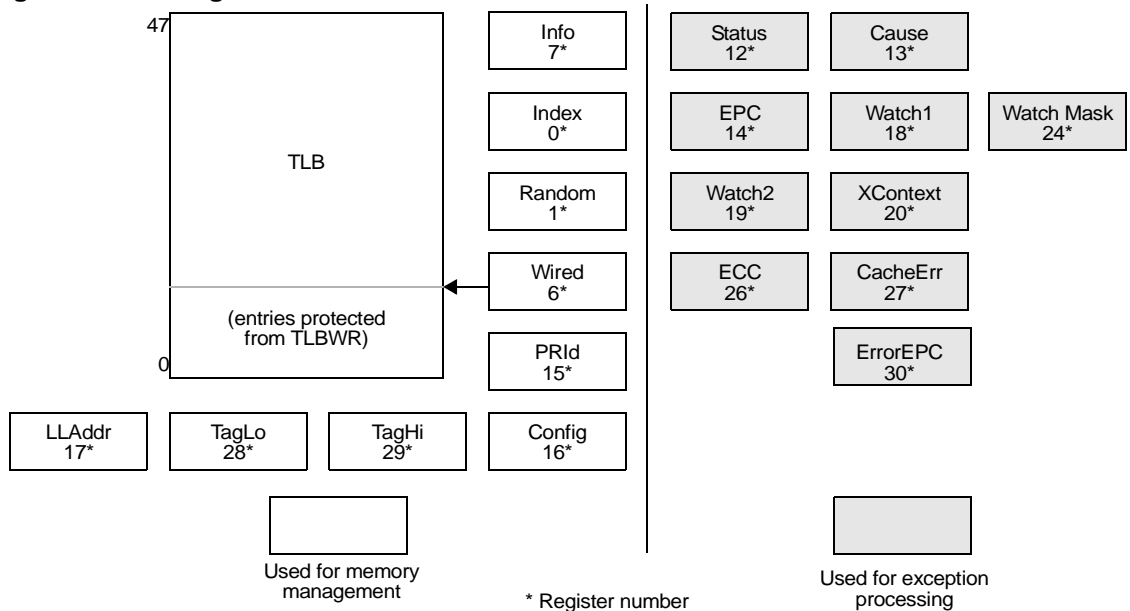 47
TLB
(entries protected
from TLBWR)
0
Info
7*
Index
0*
Random
1*
Wired
6*
PRId
15*
LLAddr
17*
TagLo
28*
TagHi
29*
Config
16*
Status
12*
Cause
13*
EPC
14*
Watch1
18*
Watch Mask
24*
Watch2
19*
XContext
20*
ECC
26*
CacheErr
27*
ErrorEPC
30*
Used for memory
management
* Register number
Used for exception
processing